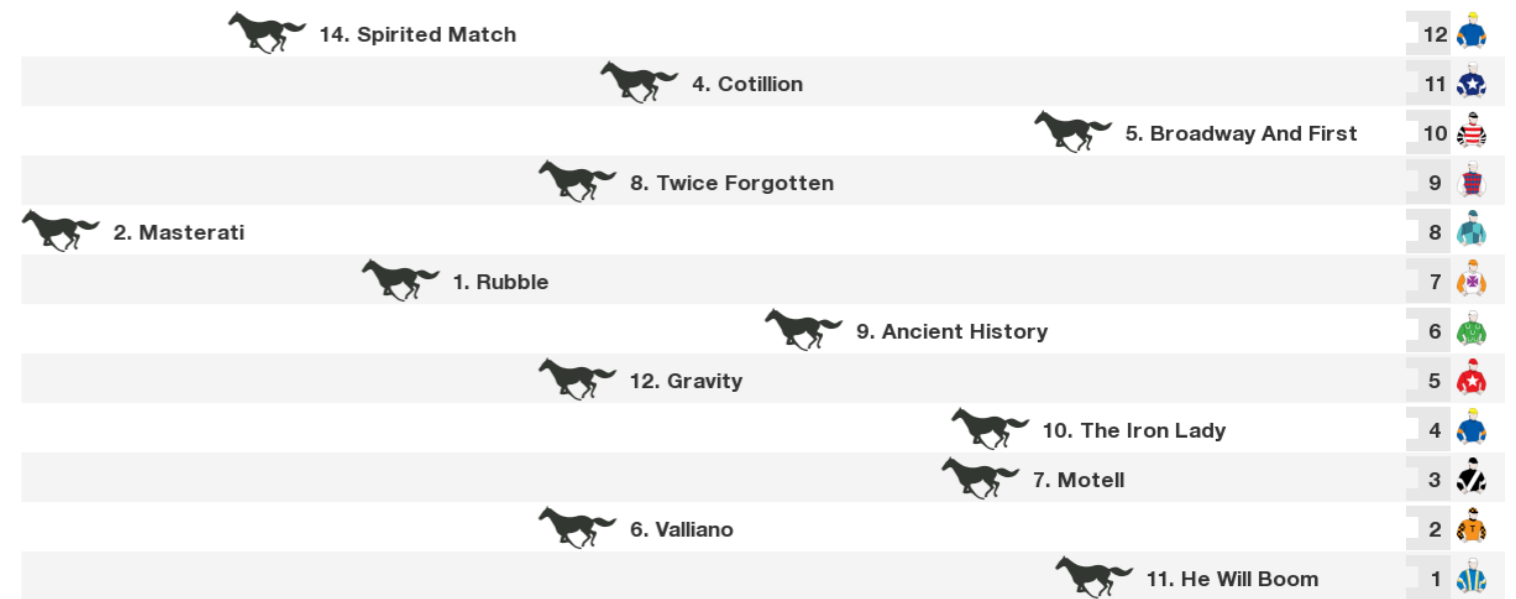 14. Spirited Match 12
4. Cotillion 11
5. Broadway And First 10
8. Twice Forgotten 9
2. Masterati 8
1. Rubble 7
9. Ancient History 6
12. Gravity 5
10. The Iron Lady 4
7. Motell 3
6. Valliano 2
T
11. He Will Boom 1